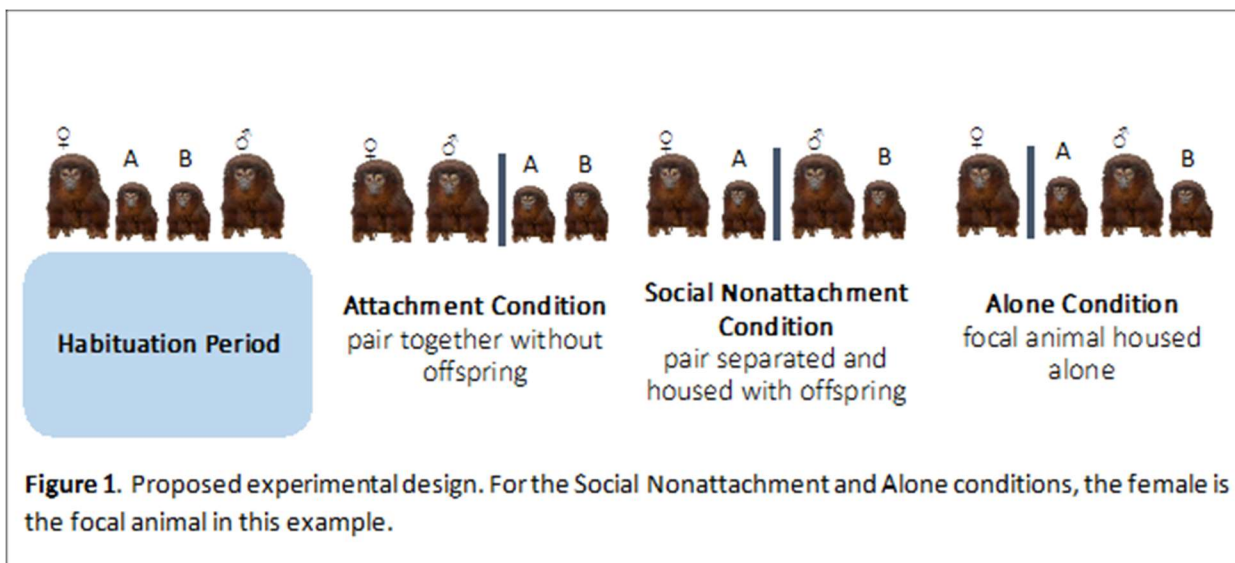 ♀ A B ♂
♀ ♂ A B
♀ A ♂ B
♀ A ♂ B
Habituation Period
Attachment Condition
pair together without
offspring
Social Nonattachment
Condition
pair separated and
housed with offspring
Alone Condition
focal animal housed
alone
Figure 1. Proposed experimental design. For the Social Nonattachment and Alone conditions, the female is
the focal animal in this example.